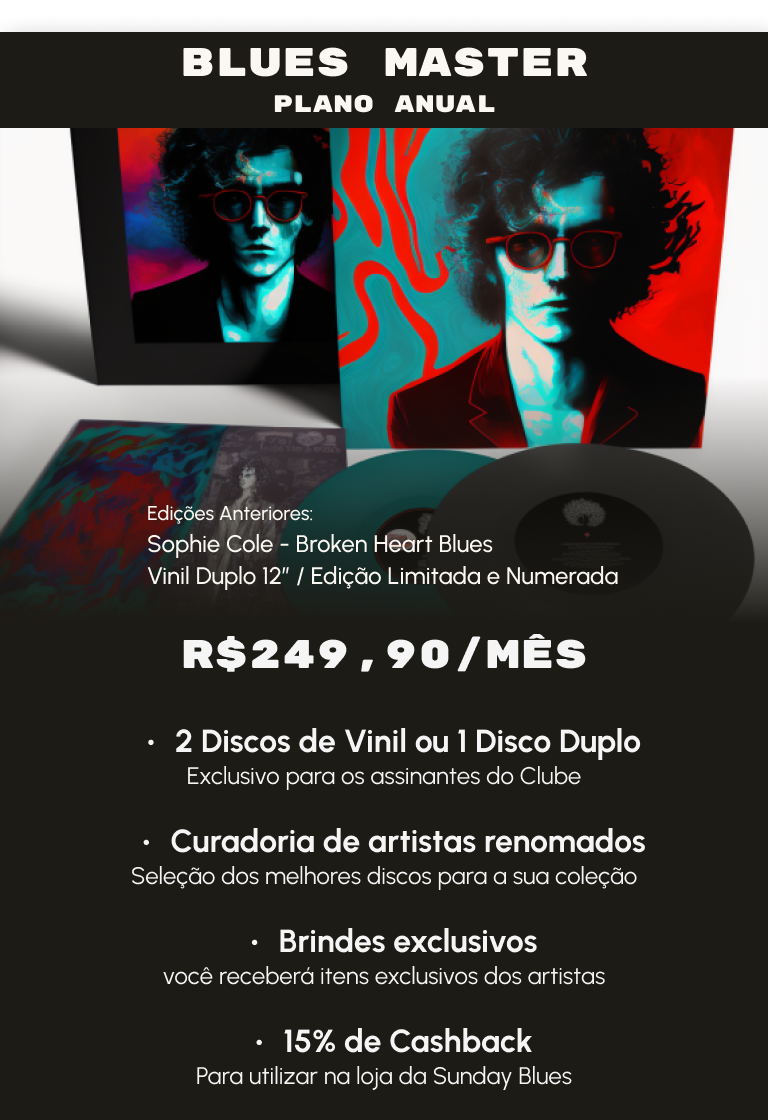 BLUES MASTER
PLANO ANUAL
Edições Anteriores:
Sophie Cole - Broken Heart Blues
Vinil Duplo 12" / Edição Limitada e Numerada
R$249,90/MÊS
• 2 Discos de Vinil ou 1 Disco Duplo
Exclusivo para os assinantes do Clube
• Curadoria de artistas renomados
Seleção dos melhores discos para a sua coleção
• Brindes exclusivos
você receberá itens exclusivos dos artistas
• 15% de Cashback
Para utilizar na loja da Sunday Blues